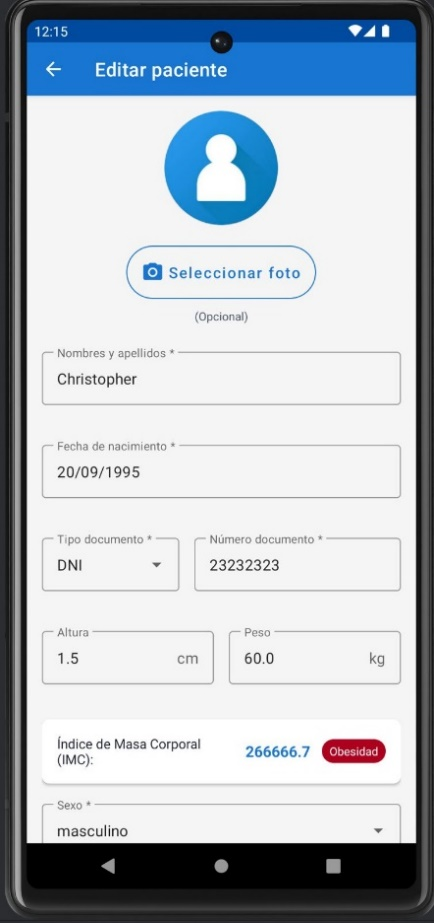 12:15
Editar paciente
Seleccionar foto
(Opcional)
Nombres y apellidos *
Christopher
Fecha de nacimiento *
20/09/1995
Tipo documento * Número documento *
DNI 23232323
Altura Peso
1.5 cm 60.0 kg
Índice de Masa Corporal
(IMC): 266666.7 Obesidad
Sexo *
masculino